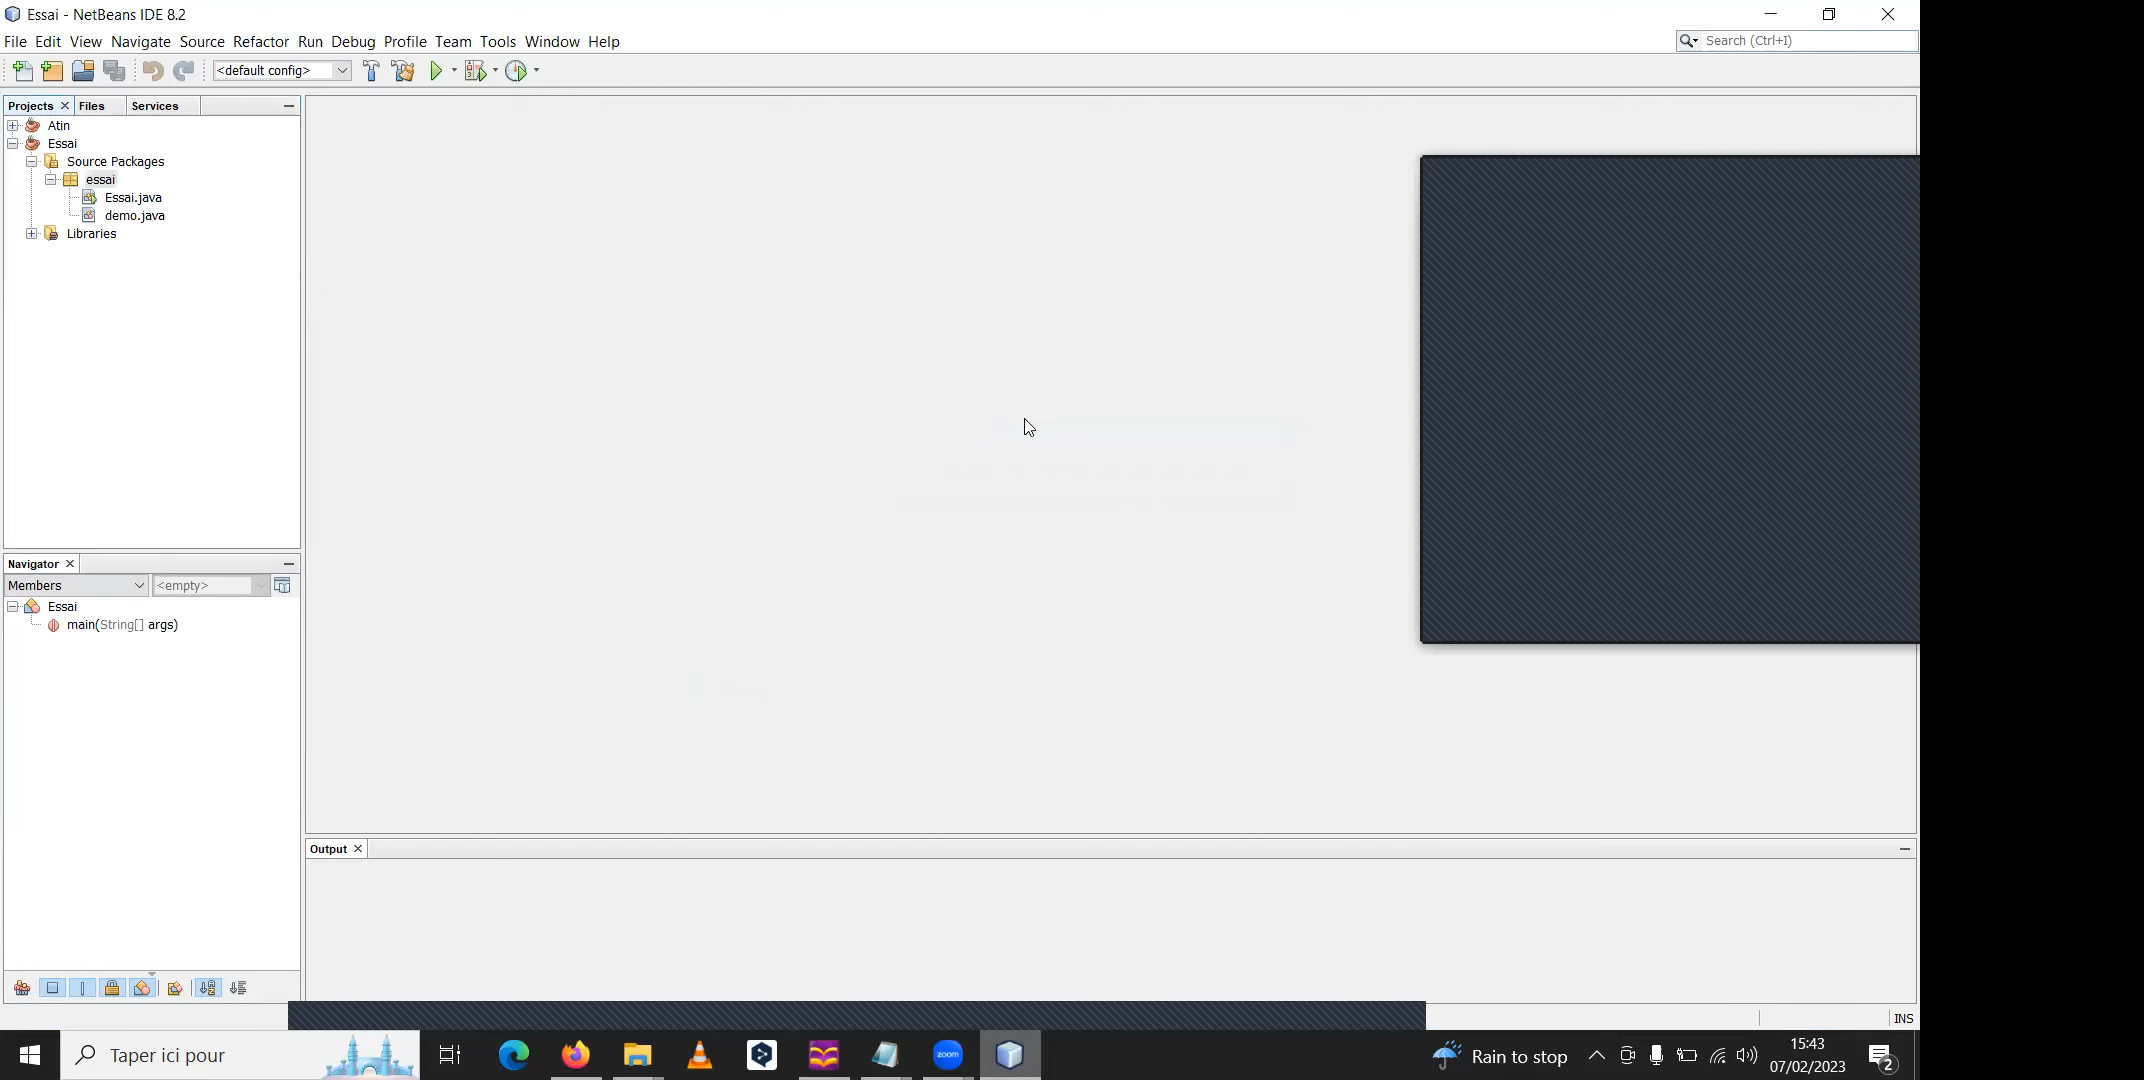 Essai - NetBeans IDE 8.2
File Edit View Navigate Source Refactor Run Debug Profile Team Tools Window Help
Search (Ctrl+I)
<default config>
Projects Files Services
Atin
Essai
Source Packages
essai
Essai.java
demo.java
Libraries
Navigator
Members <empty>
Essai
main(String[] args)
Output
INS
Taper ici pour
zoom
Rain to stop
15:43
07/02/2023
2